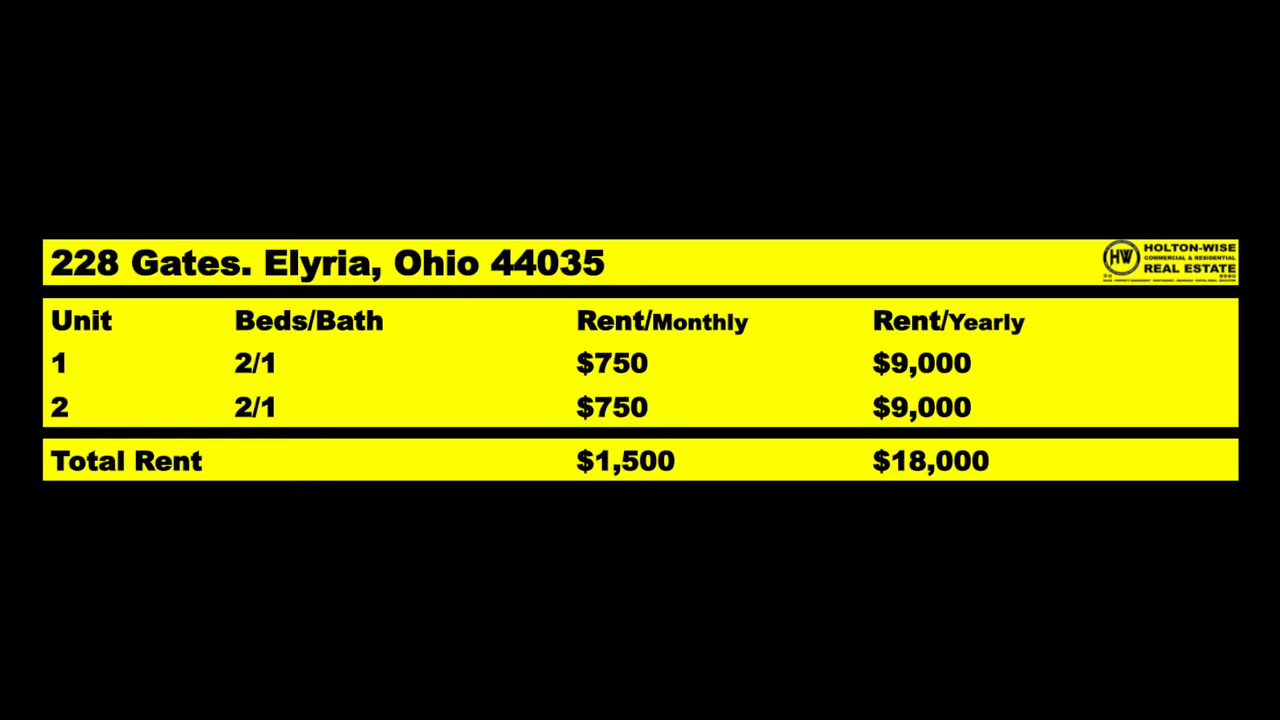 228 Gates. Elyria, Ohio 44035
HOLTON-WISE
COMMERCIAL & RESIDENTIAL
REAL ESTATE
HW
Unit Beds/Bath Rent/Monthly Rent/Yearly
1 2/1 $750 $9,000
2 2/1 $750 $9,000
Total Rent $1,500 $18,000